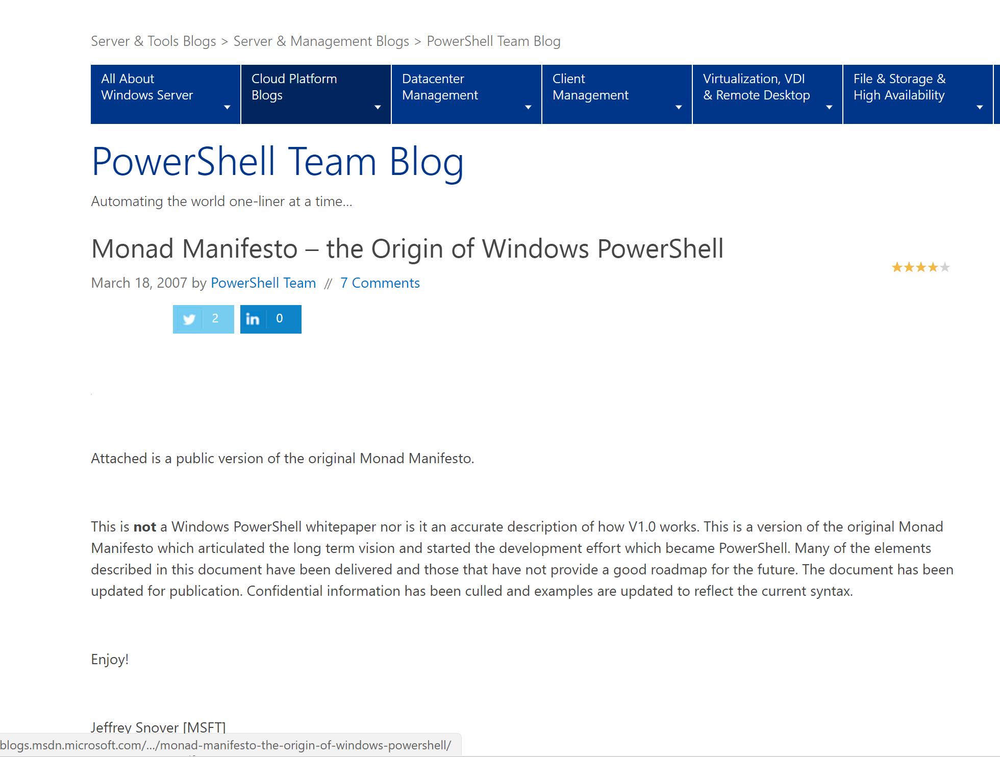 Server & Tools Blogs > Server & Management Blogs > PowerShell Team Blog
All About
Windows Server
Cloud Platform
Blogs
Datacenter
Management
Client
Management
Virtualization, VDI
& Remote Desktop
File & Storage &
High Availability
PowerShell Team Blog
Automating the world one-liner at a time…
Monad Manifesto – the Origin of Windows PowerShell
March 18, 2007 by PowerShell Team // 7 Comments
2
in 0
Attached is a public version of the original Monad Manifesto.
This is not a Windows PowerShell whitepaper nor is it an accurate description of how V1.0 works. This is a version of the original Monad
Manifesto which articulated the long term vision and started the development effort which became PowerShell. Many of the elements
described in this document have been delivered and those that have not provide a good roadmap for the future. The document has been
updated for publication. Confidential information has been culled and examples are updated to reflect the current syntax.
Enjoy!
Jeffrey Snover [MSFT]
blogs.msdn.microsoft.com/.../monad-manifesto-the-origin-of-windows-powershell/